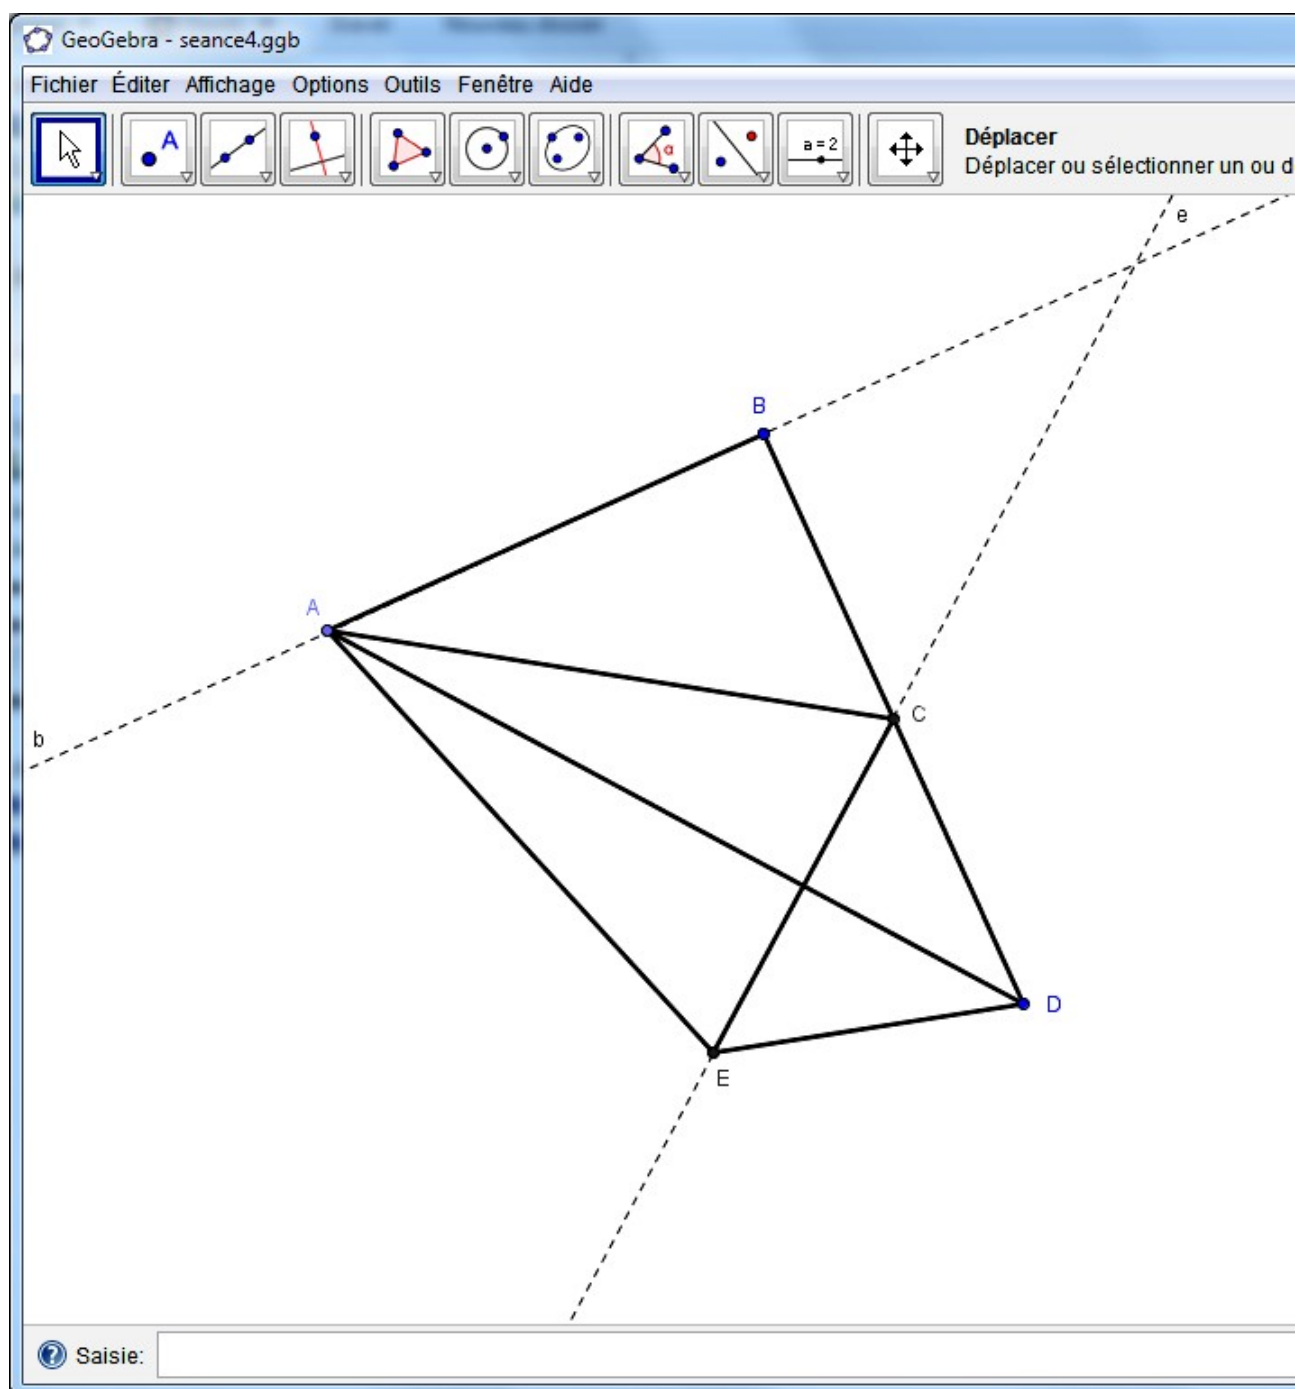 GeoGebra - seance4.ggb
Fichier Éditer Affichage Options Outils Fenêtre Aide
A
α
a = 2
Déplacer
Déplacer ou sélectionner un ou d
e
B
A
b
C
D
E
Saisie: